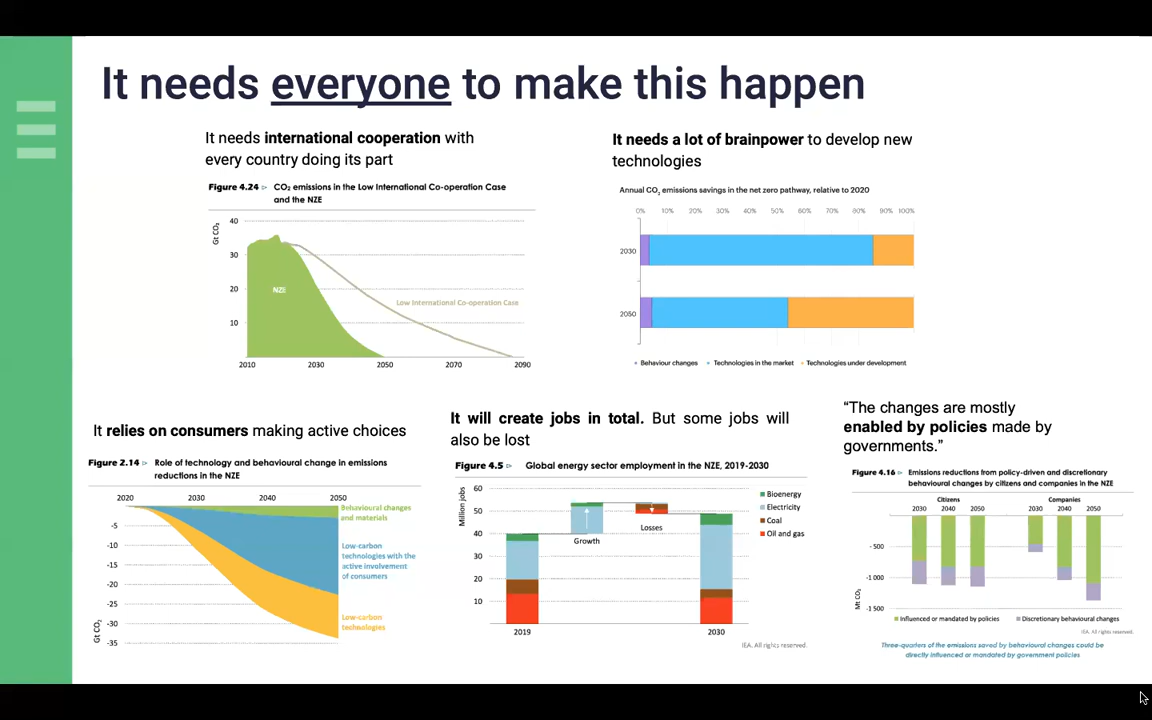 It needs everyone to make this happen
It needs international cooperation with
every country doing its part
Figure 4.24 ▷ CO₂ emissions in the Low International Co-operation Case
and the NZE
Gt CO₂
40
30
20
10
NZE
Low International Co-operation Case
2010 2030 2050 2070 2090
It needs a lot of brainpower to develop new
technologies
Annual CO₂ emissions savings in the net zero pathway, relative to 2020
0% 10% 20% 30% 40% 50% 60% 70% 80% 90% 100%
2030
2050
Behaviour changes Technologies in the market Technologies under development
It relies on consumers making active choices
Figure 2.14 ▷ Role of technology and behavioural change in emissions
reductions in the NZE
2020 2030 2040 2050
-5
-10
-15
-20
-25
-30
-35
Gt CO₂
Behavioural changes
and materials
Low-carbon
technologies with the
active involvement
of consumers
Low-carbon
technologies
It will create jobs in total. But some jobs will
also be lost
Figure 4.5 ▷ Global energy sector employment in the NZE, 2019-2030
Million jobs
60
50
40
30
20
10
Growth
Losses
2019 2030
Bioenergy
Electricity
Coal
Oil and gas
IEA. All rights reserved.
“The changes are mostly
enabled by policies made by
governments.”
Figure 4.16 ▷ Emissions reductions from policy-driven and discretionary
behavioural changes by citizens and companies in the NZE
Citizens Companies
2030 2040 2050 2030 2040 2050
- 500
-1 000
-1 500
Mt CO₂
Influenced or mandated by policies Discretionary behavioural changes
IEA. All rights reserved.
Three-quarters of the emissions saved by behavioural changes could be
directly influenced or mandated by government policies